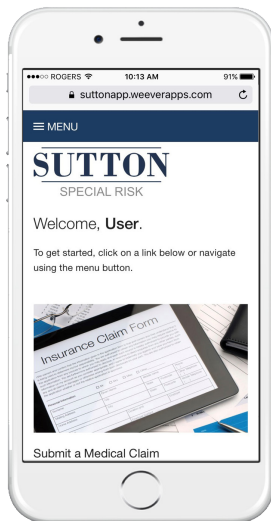 ROGERS 10:13 AM 91%
suttonapp.weeverapps.com
MENU
SUTTON
SPECIAL RISK
Welcome, User.
To get started, click on a link below or navigate
using the menu button.
Insurance Claim Form
Submit a Medical Claim